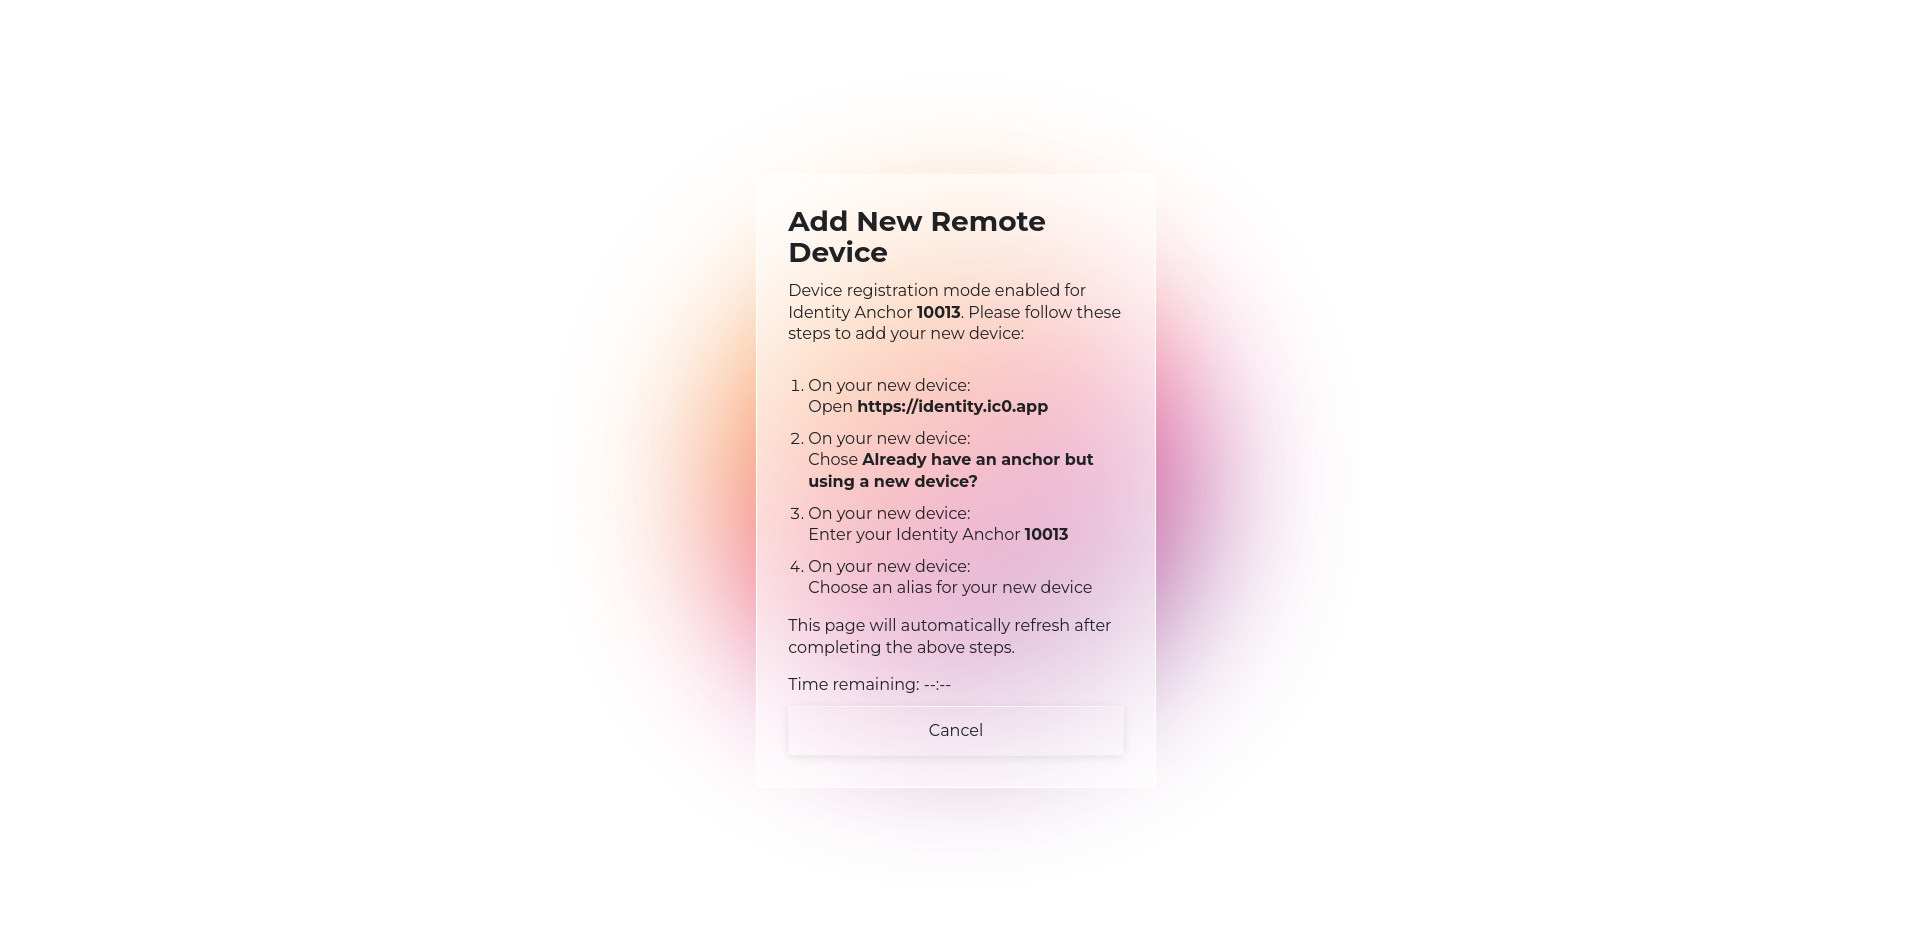 Add New Remote
Device
Device registration mode enabled for
Identity Anchor 10013. Please follow these
steps to add your new device:
1. On your new device:
Open https://identity.ic0.app
2. On your new device:
Chose Already have an anchor but
using a new device?
3. On your new device:
Enter your Identity Anchor 10013
4. On your new device:
Choose an alias for your new device
This page will automatically refresh after
completing the above steps.
Time remaining: --:--
Cancel